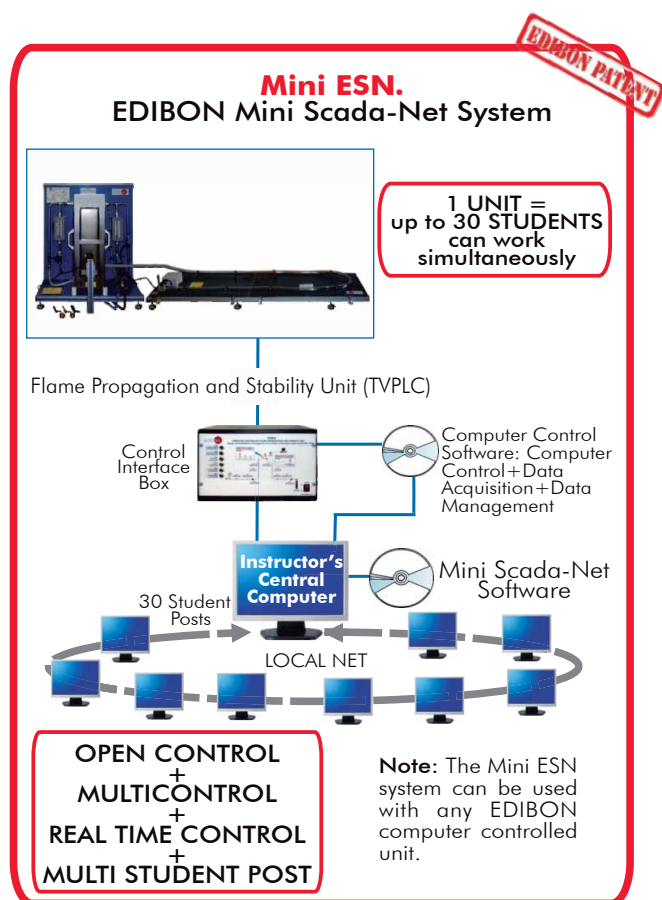 EDIBON PATENT
Mini ESN.
EDIBON Mini Scada-Net System
1 UNIT =
up to 30 STUDENTS
can work
simultaneously
Flame Propagation and Stability Unit (TVPLC)
Control
Interface
Box
Computer Control
Software: Computer
Control+Data
Acquisition+Data
Management
Instructor's
Central
Computer
Mini Scada-Net
Software
30 Student
Posts
LOCAL NET
OPEN CONTROL
+
MULTICONTROL
+
REAL TIME CONTROL
+
MULTI STUDENT POST
Note: The Mini ESN
system can be used
with any EDIBON
computer controlled
unit.